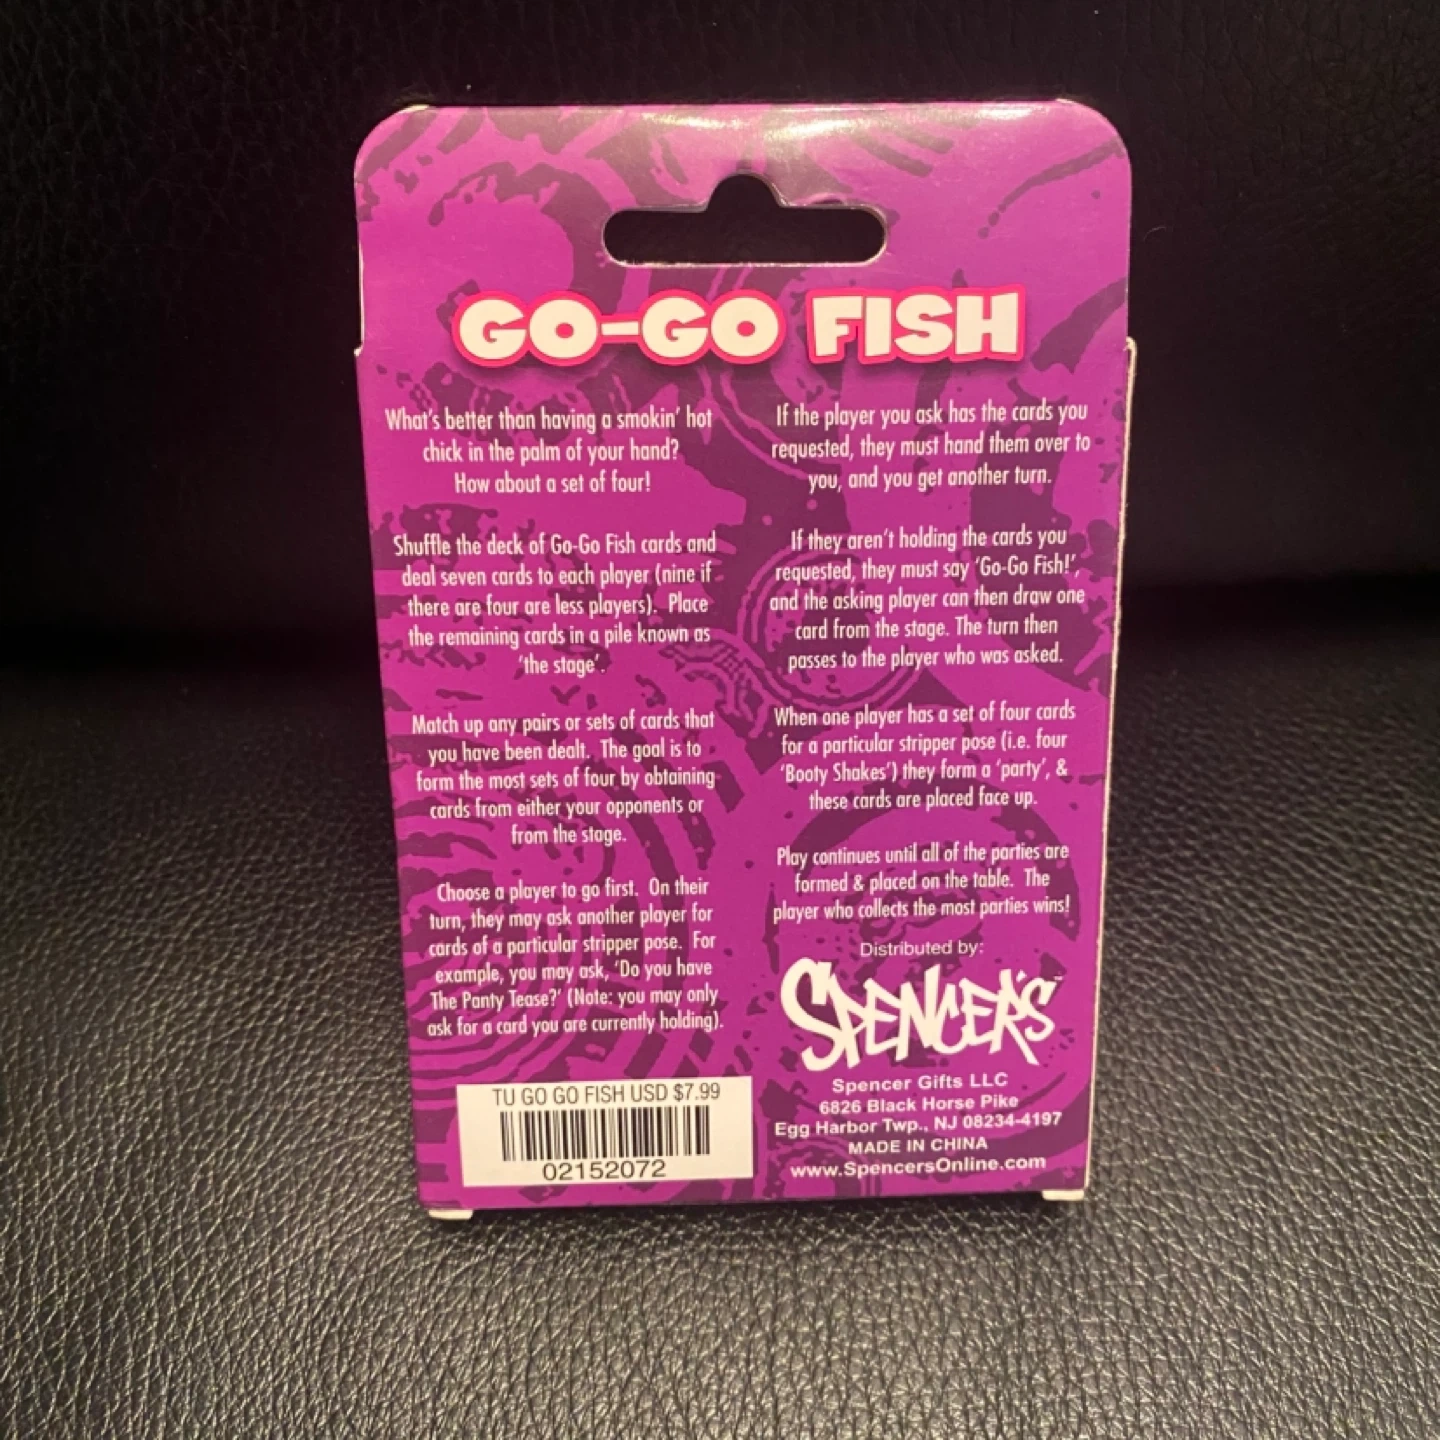 GO-GO FISH
What's better than having a smokin' hot
chick in the palm of your hand?
How about a set of four!
Shuffle the deck of Go-Go Fish cards and
deal seven cards to each player (nine if
there are four are less players). Place
the remaining cards in a pile known as
'the stage'.
Match up any pairs or sets of cards that
you have been dealt. The goal is to
form the most sets of four by obtaining
cards from either your opponents or
from the stage.
Choose a player to go first. On their
turn, they may ask another player for
cards of a particular stripper pose. For
example, you may ask, 'Do you have
The Panty Tease?' (Note: you may only
ask for a card you are currently holding).
If the player you ask has the cards you
requested, they must hand them over to
you, and you get another turn.
If they aren't holding the cards you
requested, they must say 'Go-Go Fish!',
and the asking player can then draw one
card from the stage. The turn then
passes to the player who was asked.
When one player has a set of four cards
for a particular stripper pose (i.e. four
'Booty Shakes') they form a 'party', &
these cards are placed face up.
Play continues until all of the parties are
formed & placed on the table. The
player who collects the most parties wins!
Distributed by:
SPENCER'S™
Spencer Gifts LLC
6826 Black Horse Pike
Egg Harbor Twp., NJ 08234-4197
MADE IN CHINA
www.SpencersOnline.com
TU GO GO FISH USD $7.99
02152072